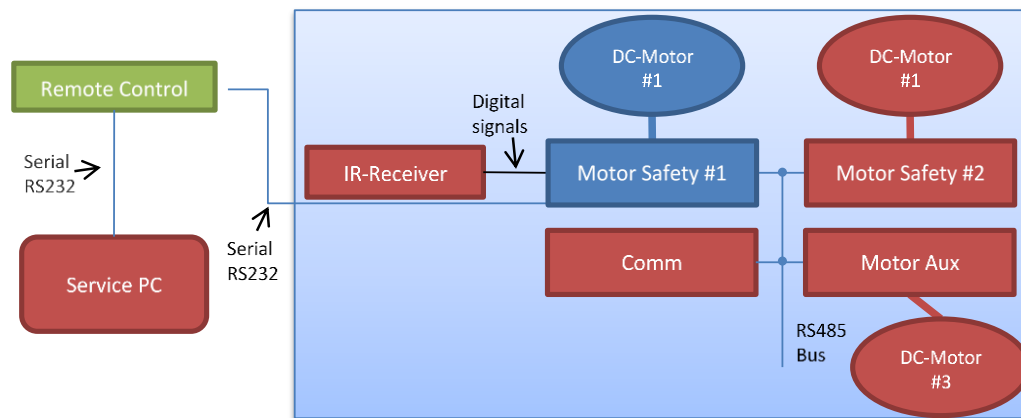 DC-Motor
#1
DC-Motor
#1
Remote Control
Digital
signals
Serial
RS232
IR-Receiver
Motor Safety #1
Motor Safety #2
Serial
RS232
Service PC
Comm
Motor Aux
RS485
Bus
DC-Motor
#3